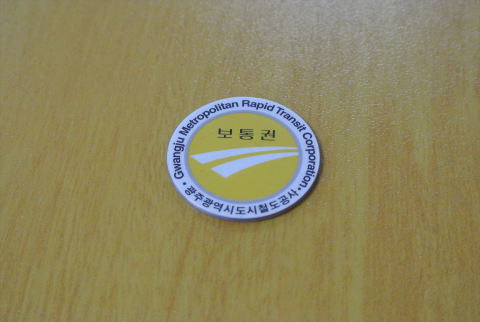 Gwangju Metropolitan Rapid Transit Corporation
보통권
광주광역시도시철도공사